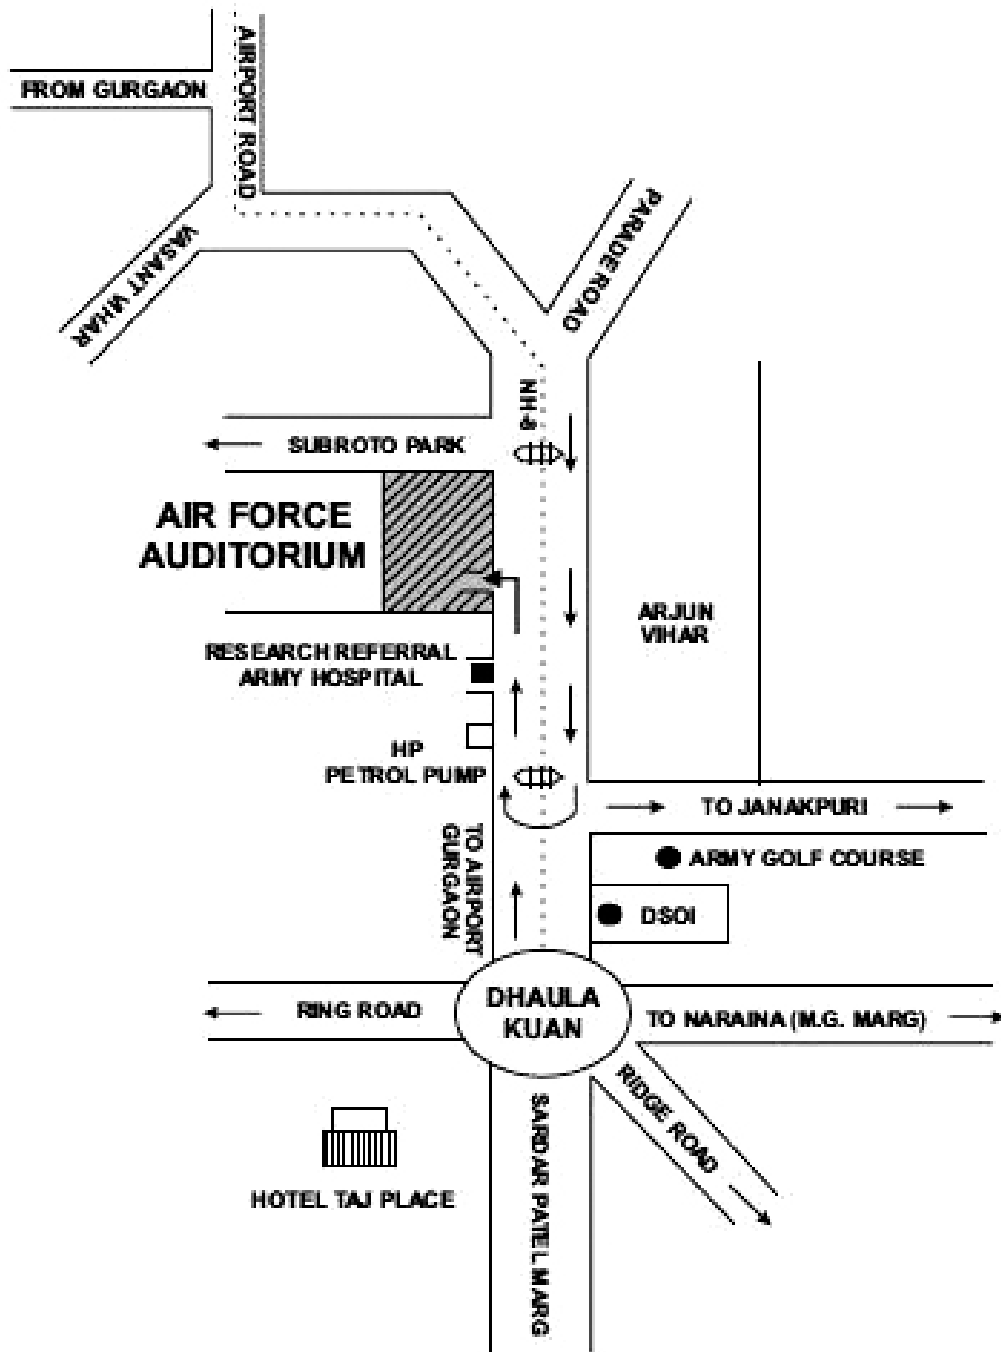 AIRPORT ROAD
FROM GURGAON
VASANT VIHAR
PARADE ROAD
NH-8
SUBROTO PARK
AIR FORCE
AUDITORIUM
ARJUN
VIHAR
RESEARCH REFERRAL
ARMY HOSPITAL
HP
PETROL PUMP
TO JANAKPURI
TO AIRPORT
GURGAON
ARMY GOLF COURSE
DSOI
DHAULA
KUAN
RING ROAD
TO NARAINA (M.G. MARG)
RIDGE ROAD
SARDAR PATEL MARG
HOTEL TAJ PLACE